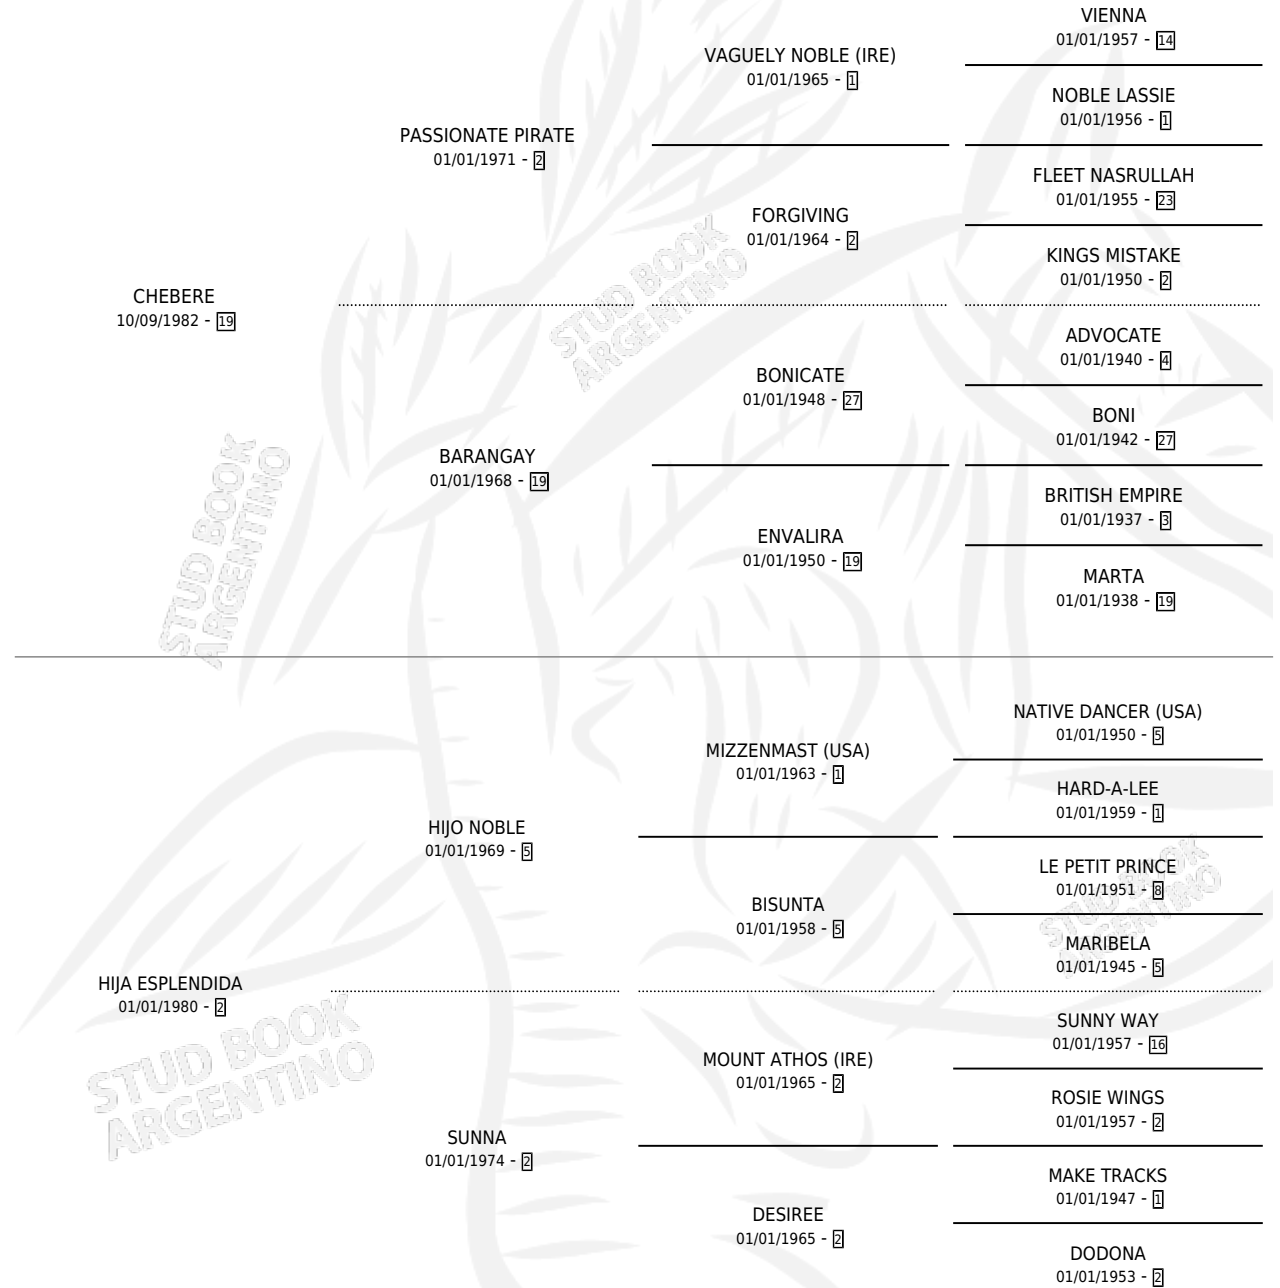 VIENNA
01/01/1957 - 14
VAGUELY NOBLE (IRE)
01/01/1965 - 1
NOBLE LASSIE
01/01/1956 - 1
PASSIONATE PIRATE
01/01/1971 - 2
FLEET NASRULLAH
01/01/1955 - 23
FORGIVING
01/01/1964 - 2
KINGS MISTAKE
01/01/1950 - 2
CHEBERE
10/09/1982 - 19
ADVOCATE
01/01/1940 - 4
BONICATE
01/01/1948 - 27
BONI
01/01/1942 - 27
BARANGAY
01/01/1968 - 19
BRITISH EMPIRE
01/01/1937 - 3
ENVALIRA
01/01/1950 - 19
MARTA
01/01/1938 - 19
NATIVE DANCER (USA)
01/01/1950 - 5
MIZZENMAST (USA)
01/01/1963 - 1
HARD-A-LEE
01/01/1959 - 1
HIJO NOBLE
01/01/1969 - 5
LE PETIT PRINCE
01/01/1951 - 8
BISUNTA
01/01/1958 - 5
MARIBELA
01/01/1945 - 5
HIJA ESPLENDIDA
01/01/1980 - 2
SUNNY WAY
01/01/1957 - 16
MOUNT ATHOS (IRE)
01/01/1965 - 2
ROSIE WINGS
01/01/1957 - 2
SUNNA
01/01/1974 - 2
MAKE TRACKS
01/01/1947 - 1
DESIREE
01/01/1965 - 2
DODONA
01/01/1953 - 2
STUD BOOK
ARGENTINO
STUD BOOK
ARGENTINO
STUD BOOK
ARGENTINO
STUD BOOK
ARGENTINO